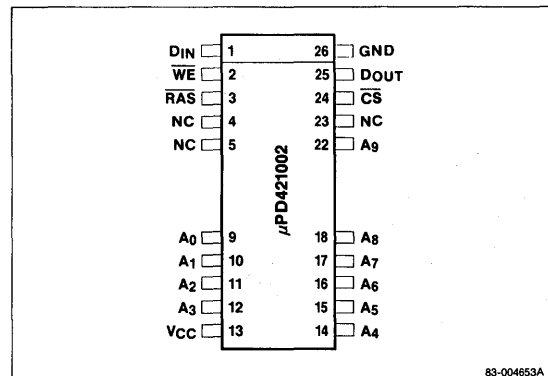 DIN 1 26 GND
WE 2 25 DOUT
RAS 3 24 CS
NC 4 23 NC
NC 5 22 A9
μPD421002
A0 9 18 A8
A1 10 17 A7
A2 11 16 A6
A3 12 15 A5
VCC 13 14 A4
83-004653A